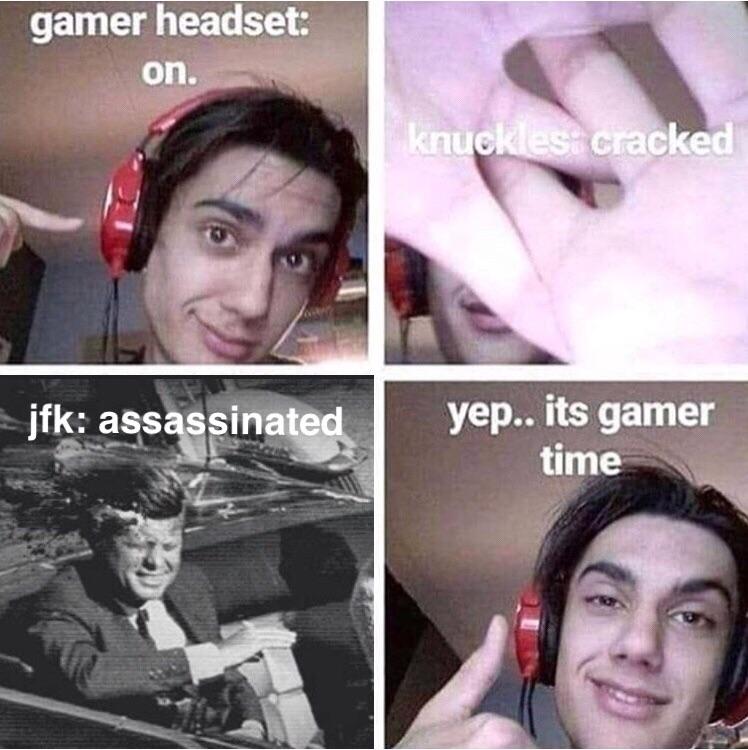 gamer headset:
on.
knuckles: cracked
jfk: assassinated
yep.. its gamer
time